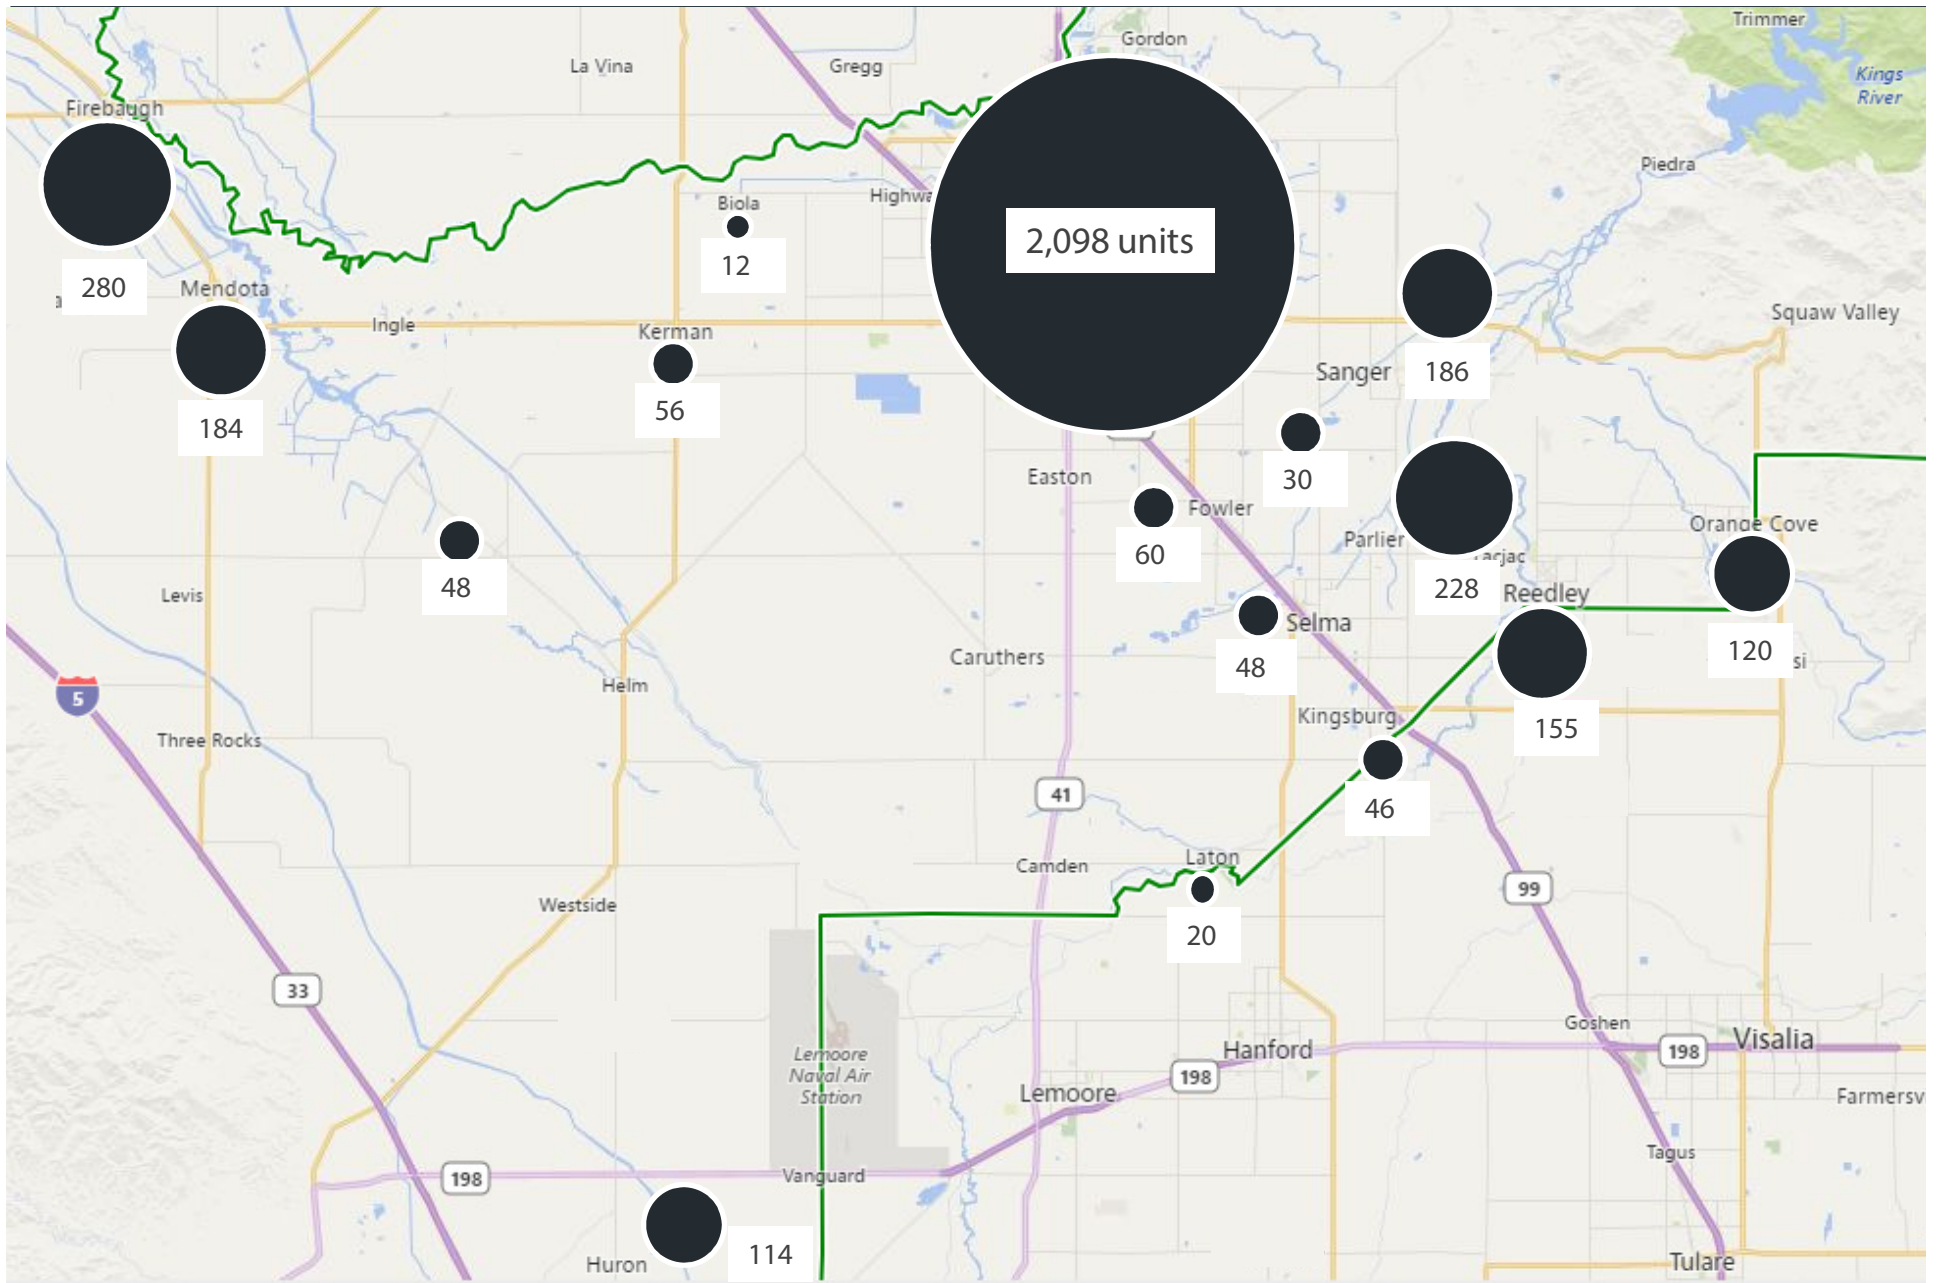 Trimmer
Gordon
La Vina
Gregg
Kings
River
Firebaugh
Piedra
Biola
Highwa
2,098 units
12
280
Mendota
Ingle
Kerman
Squaw Valley
Sanger
186
184
56
Easton
30
Fowler
Orange Cove
Parlier
60
acjac
48
228
Levis
Reedley
Selma
120
si
48
Caruthers
Helm
5
Kingsburg
155
Three Rocks
41
46
Laton
Camden
99
Westside
20
33
Goshen
Visalia
Lemoore
Naval Air
Station
Hanford
198
198
Lemoore
Farmersv
Tagus
Vanguard
198
Huron
114
Tulare